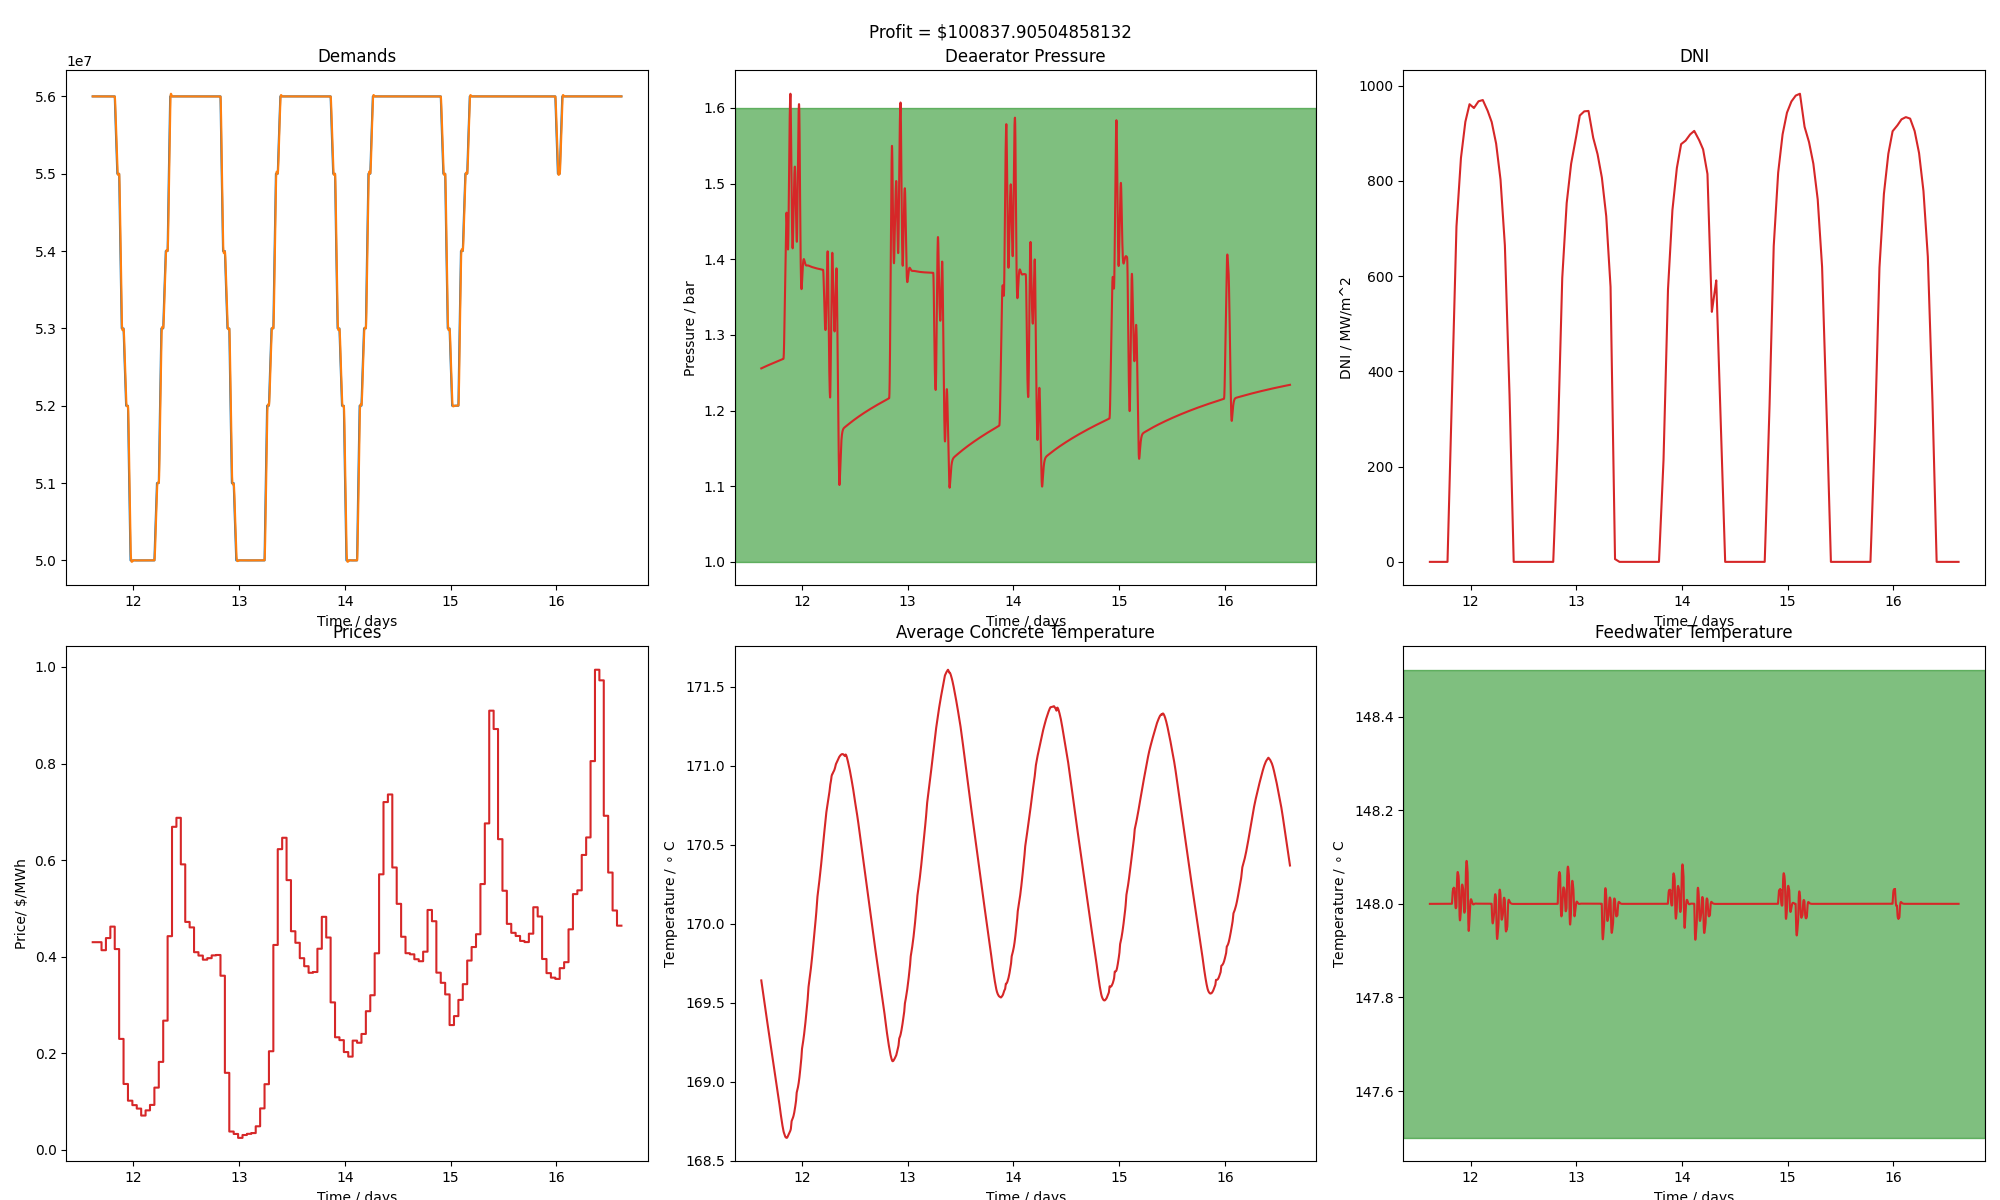 Profit = $100837.90504858132
Demands
1e7
5.6
5.5
5.4
5.3
5.2
5.1
5.0
12 13 14 15 16
Time / days
Deaerator Pressure
Pressure / bar
1.6
1.5
1.4
1.3
1.2
1.1
1.0
12 13 14 15 16
Time / days
DNI
DNI / MW/m^2
1000
800
600
400
200
0
12 13 14 15 16
Time / days
Prices
Price/ $/MWh
1.0
0.8
0.6
0.4
0.2
0.0
12 13 14 15 16
Time / days
Average Concrete Temperature
Temperature / ∘ C
171.5
171.0
170.5
170.0
169.5
169.0
168.5
12 13 14 15 16
Time / days
Feedwater Temperature
Temperature / ∘ C
148.4
148.2
148.0
147.8
147.6
12 13 14 15 16
Time / days